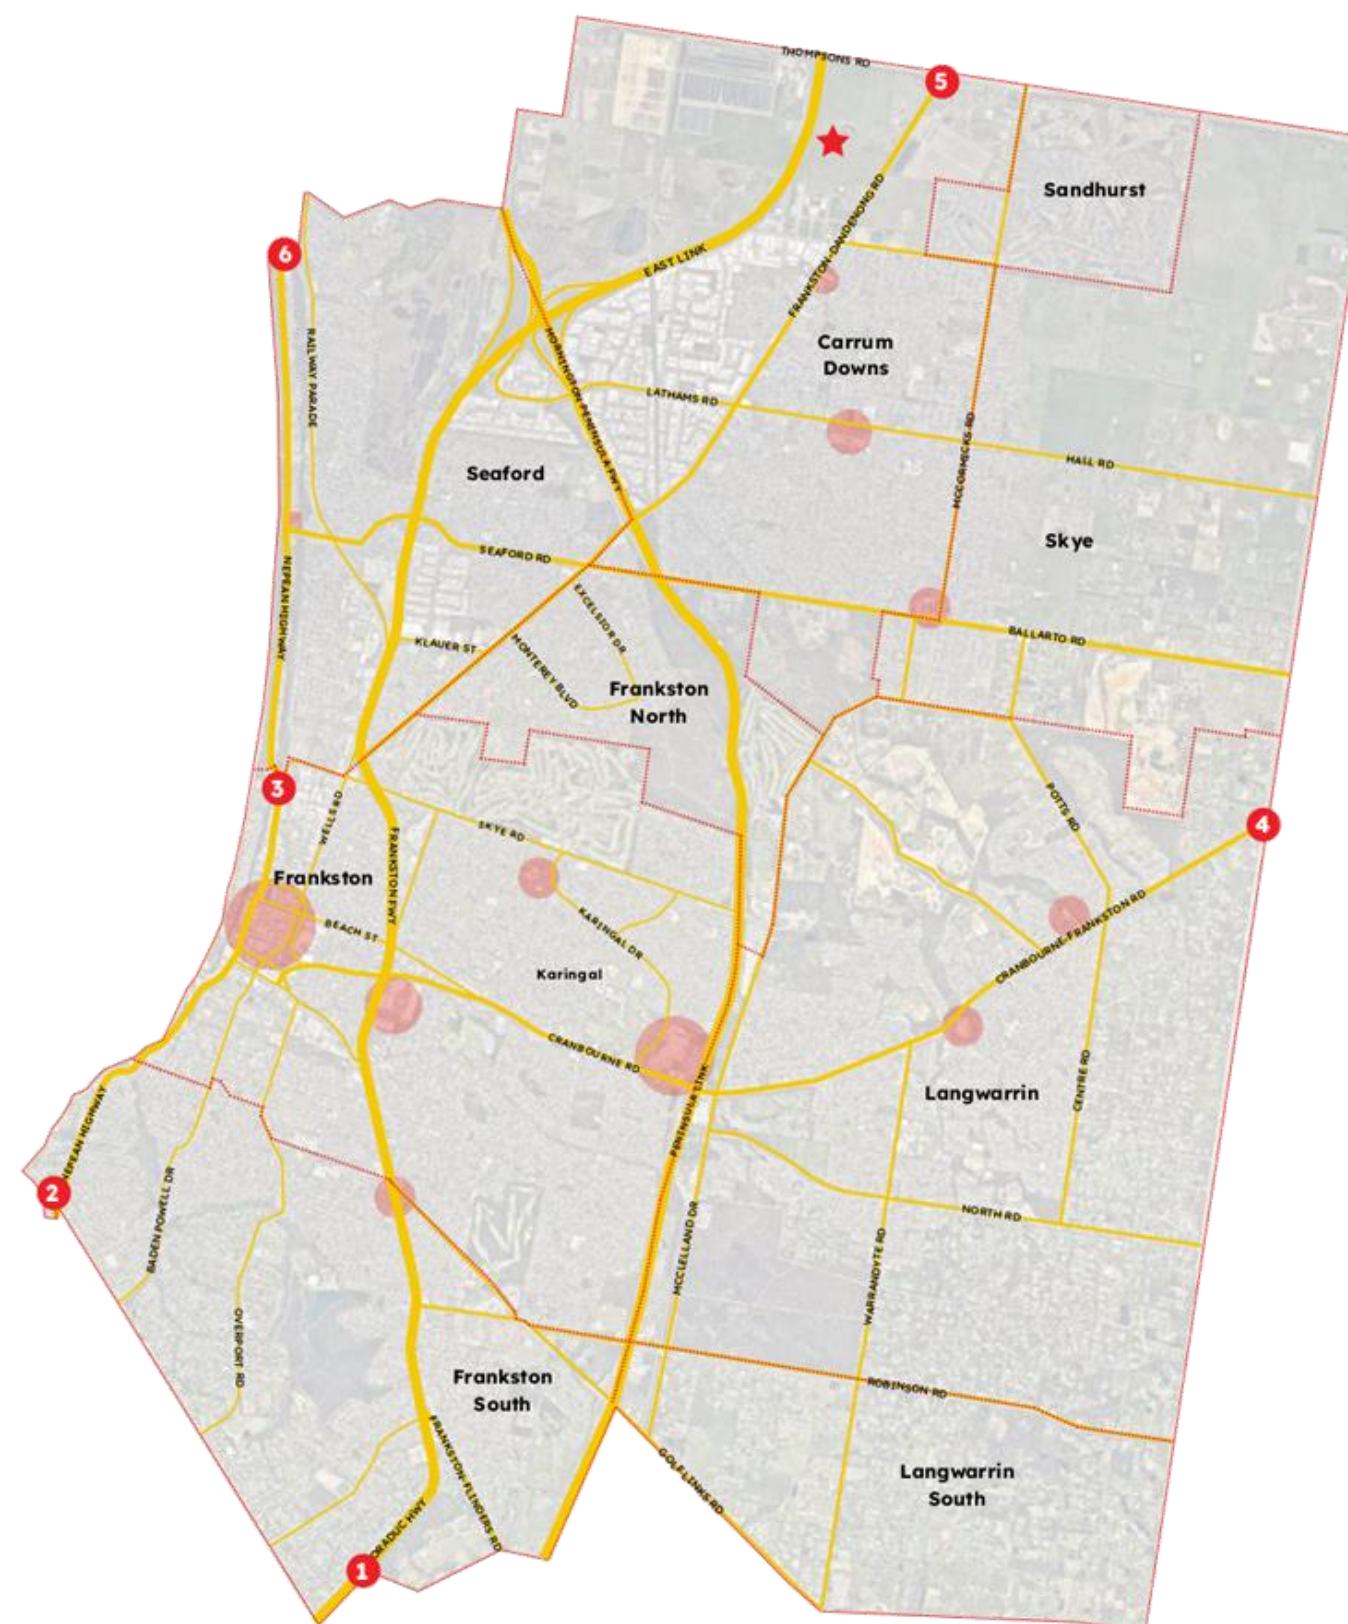 THOMPSONS RD
5
Sandhurst
6
EAST LINK
FRANKSTON-DANDENONG RD
RAILWAY PARADE
Carrum
Downs
MORNINGTON PENINSULA FWY
LATHAMS RD
MCCORMICKS RD
HALL RD
Seaford
Skye
SEAFORD RD
NEPEAN HIGHWAY
EXCELSIOR DR
KLAUER ST
MONTEREY BLVD
BALLARTO RD
Frankston
North
3
WELLS RD
SKYE RD
POTTS RD
4
FRANKSTON FWY
Frankston
BEACH ST
KARINGAL DR
CRANBOURNE-FRANKSTON RD
Karingal
CRANBOURNE RD
PENINSULA LINK
Langwarrin
CENTRE RD
NEPEAN HIGHWAY
2
BADEN POWELL DR
MCCLELLAND DR
NORTH RD
WARRANDYTE RD
OVERPORT RD
Frankston
South
ROBINSON RD
FRANKSTON-FLINDERS RD
GOLF LINKS RD
Langwarrin
South
ORADUC HWY
1